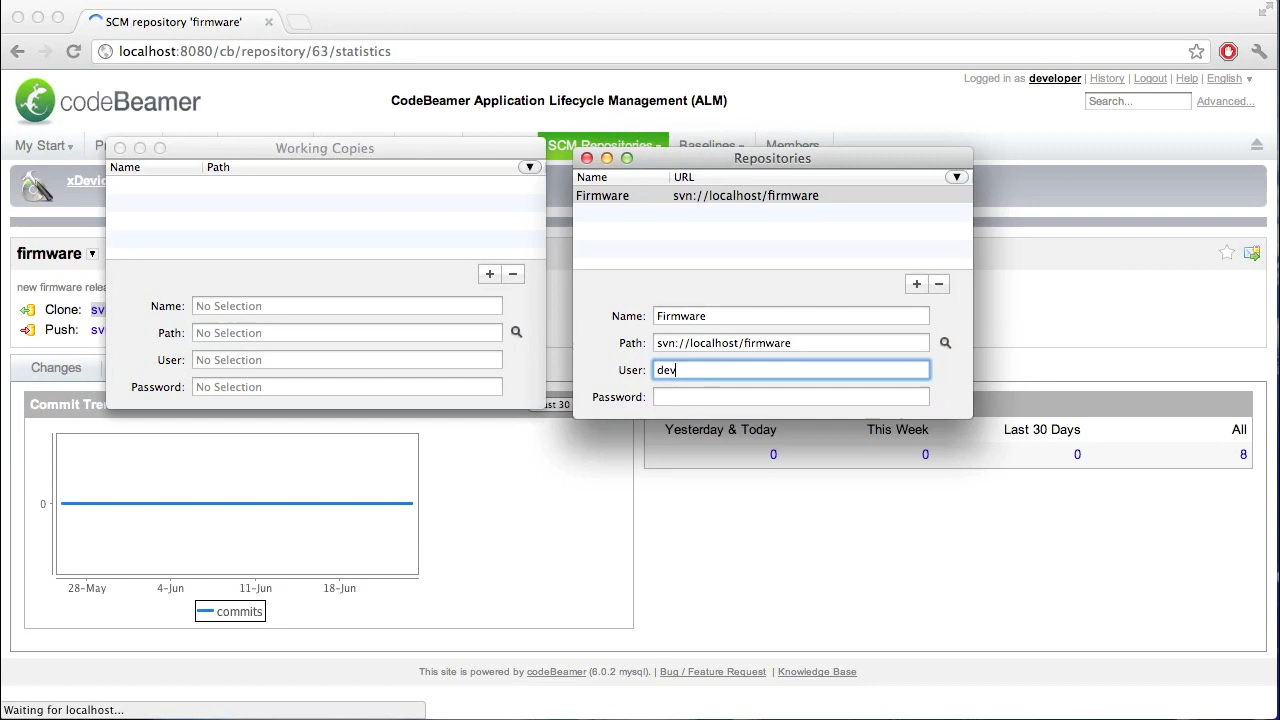 SCM repository 'firmware'
localhost:8080/cb/repository/63/statistics
Logged in as developer | History | Logout | Help | English
codeBeamer
CodeBeamer Application Lifecycle Management (ALM)
Search...
Advanced...
My Start
SCM Repositories
Baselines
Members
Working Copies
Name Path
Name: No Selection
Path: No Selection
User: No Selection
Password: No Selection
Repositories
Name URL
Firmware svn://localhost/firmware
Name: Firmware
Path: svn://localhost/firmware
User: dev
Password:
firmware
new firmware relea
Clone: sv
Push: sv
Changes
Commit Tre
ast 30
Yesterday & Today This Week Last 30 Days All
0 0 0 8
0
28-May 4-Jun 11-Jun 18-Jun
commits
This site is powered by codeBeamer (6.0.2 mysql). | Bug / Feature Request | Knowledge Base
Waiting for localhost...